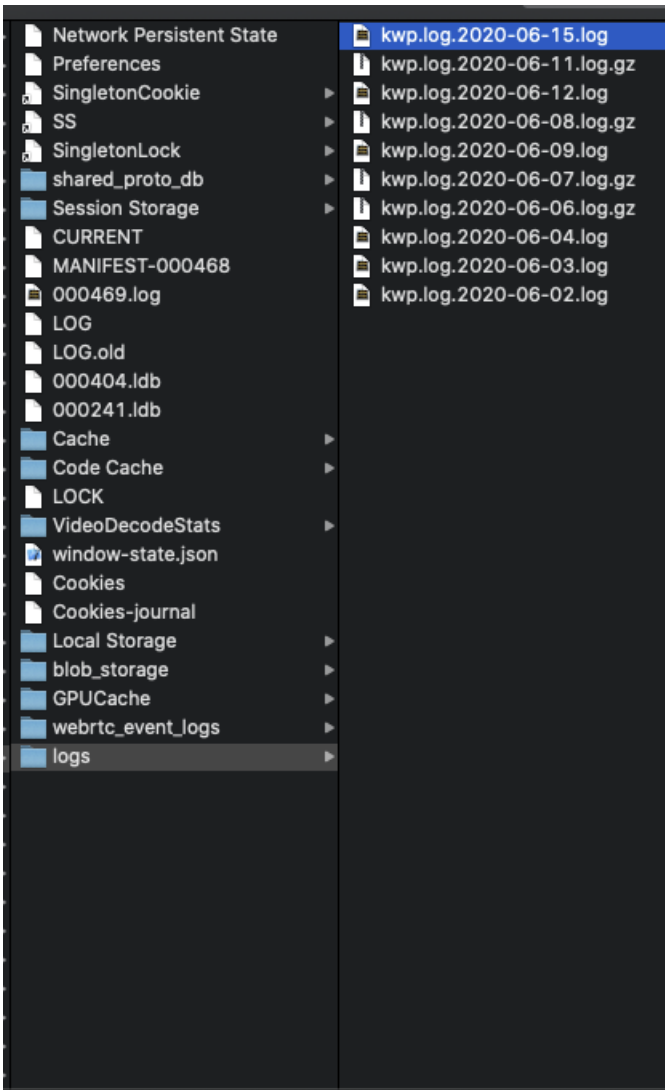 Network Persistent State
Preferences
SingletonCookie
SS
SingletonLock
shared_proto_db
Session Storage
CURRENT
MANIFEST-000468
000469.log
LOG
LOG.old
000404.ldb
000241.ldb
Cache
Code Cache
LOCK
VideoDecodeStats
window-state.json
Cookies
Cookies-journal
Local Storage
blob_storage
GPUCache
webrtc_event_logs
logs
kwp.log.2020-06-15.log
kwp.log.2020-06-11.log.gz
kwp.log.2020-06-12.log
kwp.log.2020-06-08.log.gz
kwp.log.2020-06-09.log
kwp.log.2020-06-07.log.gz
kwp.log.2020-06-06.log.gz
kwp.log.2020-06-04.log
kwp.log.2020-06-03.log
kwp.log.2020-06-02.log